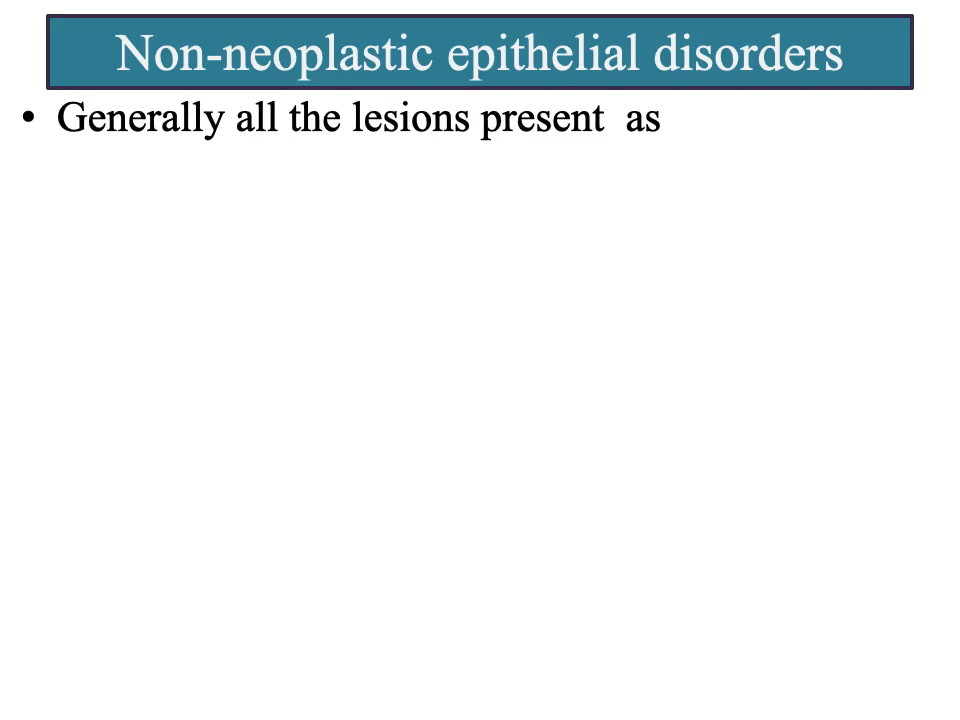 Non-neoplastic epithelial disorders
• Generally all the lesions present  as